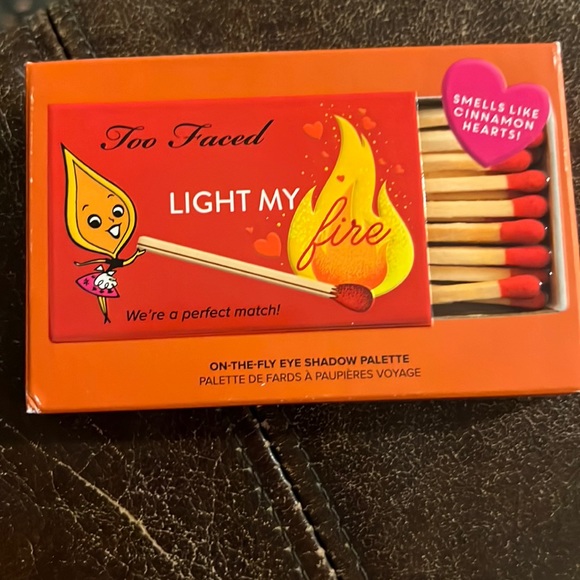 Too Faced
SMELLS LIKE
CINNAMON
HEARTS!
LIGHT MY
fire
We're a perfect match!
ON-THE-FLY EYE SHADOW PALETTE
PALETTE DE FARDS À PAUPIÈRES VOYAGE